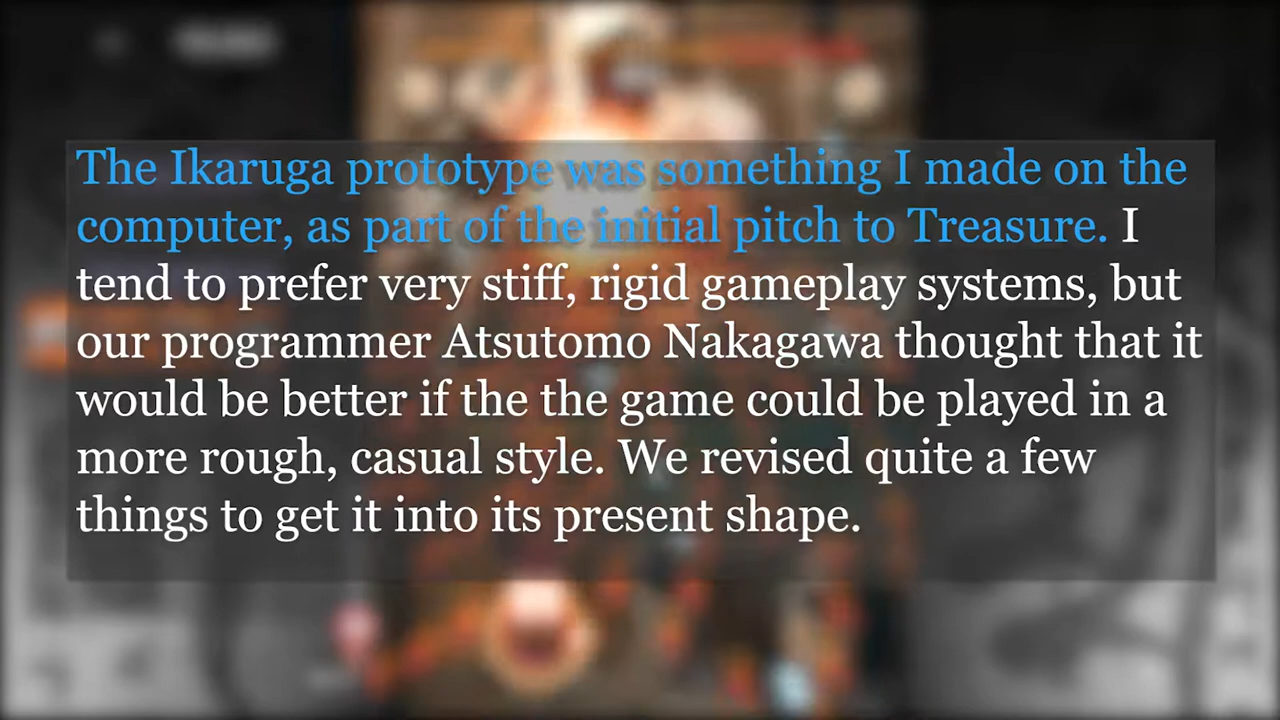 The Ikaruga prototype was something I made on the
computer, as part of the initial pitch to Treasure. I
tend to prefer very stiff, rigid gameplay systems, but
our programmer Atsutomo Nakagawa thought that it
would be better if the the game could be played in a
more rough, casual style. We revised quite a few
things to get it into its present shape.